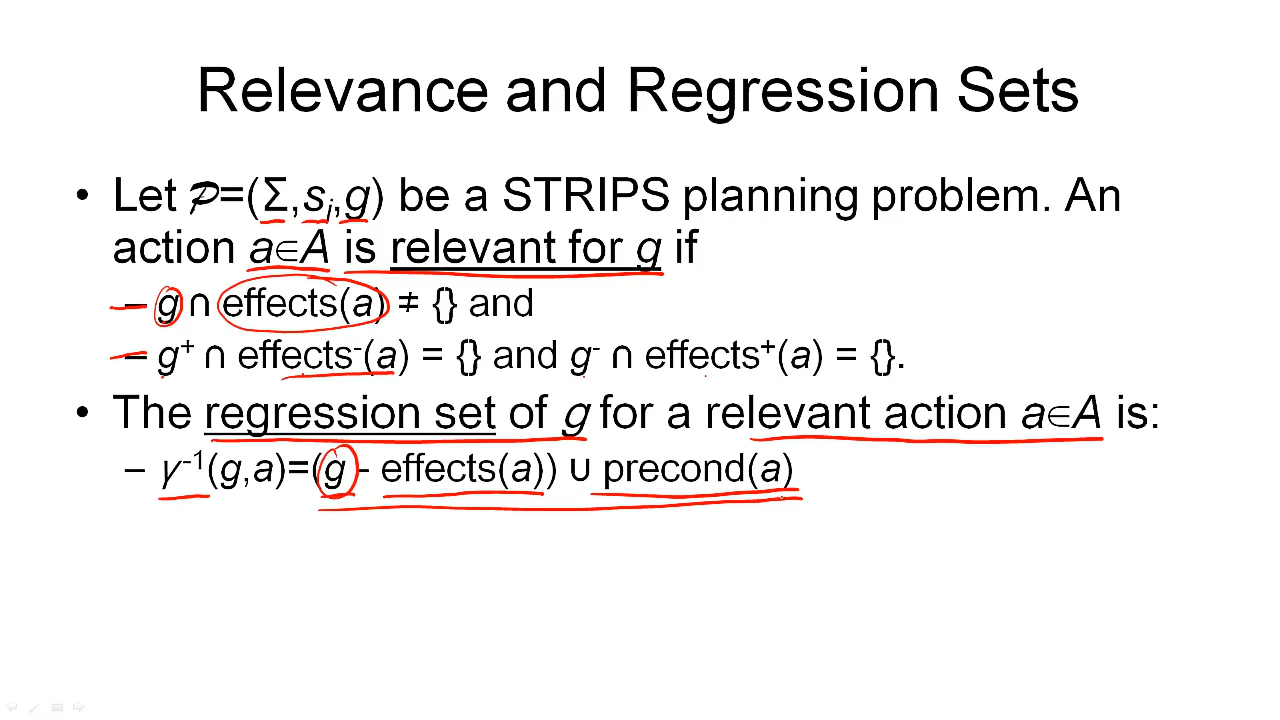 Relevance and Regression Sets
• Let 𝒫=(Σ,sᵢ,g) be a STRIPS planning problem. An
action a∈A is relevant for g if
– g ∩ effects(a) ≠ {} and
– g⁺ ∩ effects⁻(a) = {} and g⁻ ∩ effects⁺(a) = {}.
• The regression set of g for a relevant action a∈A is:
– γ⁻¹(g,a)=(g - effects(a)) ∪ precond(a)